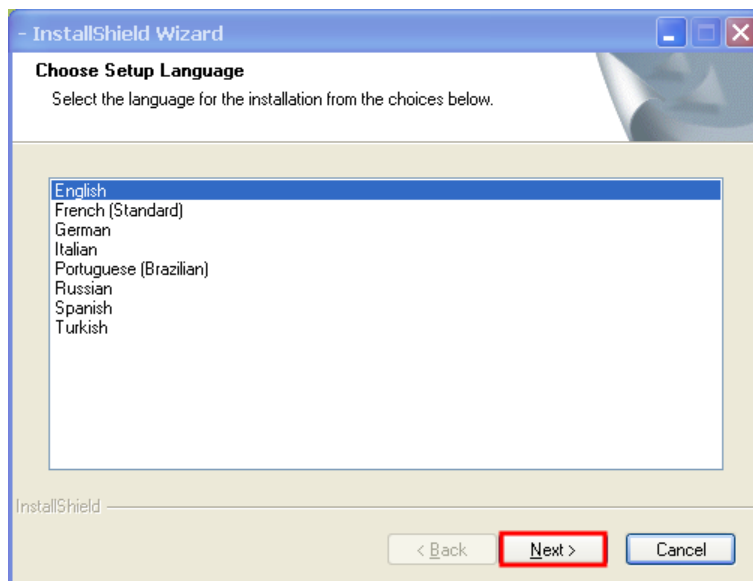 - InstallShield Wizard
Choose Setup Language
Select the language for the installation from the choices below.
English
French (Standard)
German
Italian
Portuguese (Brazilian)
Russian
Spanish
Turkish
InstallShield
< Back
Next >
Cancel